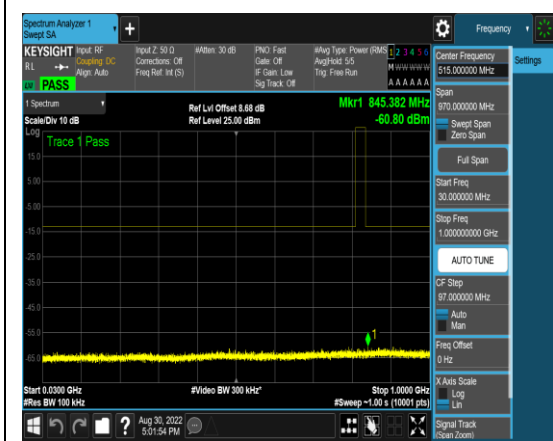 Spectrum Analyzer 1
Swept SA
Frequency
KEYSIGHT
RL
PASS
Input: RF
Coupling: DC
Align: Auto
Input Z: 50 Ω
Corrections: Off
Freq Ref: Int (S)
#Atten: 30 dB
PNO: Fast
Gate: Off
IF Gain: Low
Sig Track: Off
#Avg Type: Power (RMS
Avg|Hold: 5/5
Trig: Free Run
1 2 3 4 5 6
M W W W W W
A A A A A A
1 Spectrum
Scale/Div 10 dB
Ref Lvl Offset 8.68 dB
Ref Level 25.00 dBm
Mkr1 845.382 MHz
-60.80 dBm
Log
Trace 1 Pass
15.0
5.00
-5.00
-15.0
-25.0
-35.0
-45.0
-55.0
-65.0
1
Start 0.0300 GHz
#Res BW 100 kHz
#Video BW 300 kHz*
Stop 1.0000 GHz
#Sweep ~1.00 s (10001 pts)
Center Frequency
515.000000 MHz
Settings
Span
970.000000 MHz
Swept Span
Zero Span
Full Span
Start Freq
30.000000 MHz
Stop Freq
1.000000000 GHz
AUTO TUNE
CF Step
97.000000 MHz
Auto
Man
Freq Offset
0 Hz
X Axis Scale
Log
Lin
Signal Track
(Span Zoom)
?
Aug 30, 2022
5:01:54 PM